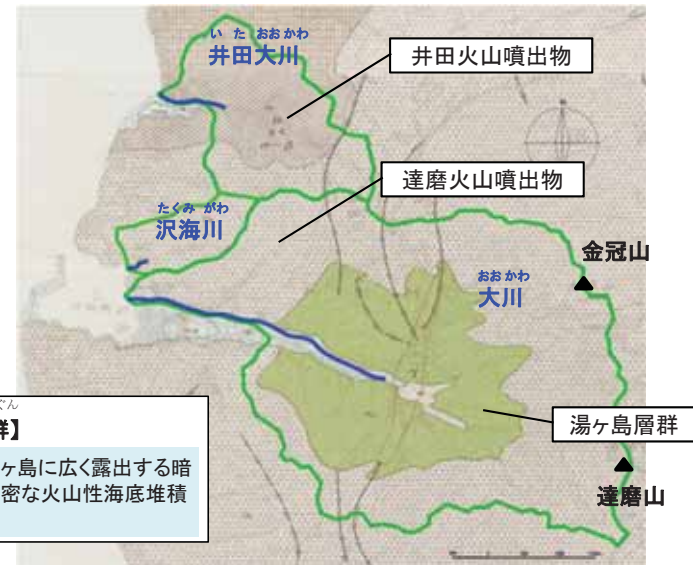 い た おおかわ
井田大川
井田火山噴出物
達磨火山噴出物
たくみ がわ
沢海川
金冠山
おおかわ
大川
湯ヶ島層群
達磨山
ぐん
群】
ヶ島に広く露出する暗
密な火山性海底堆積